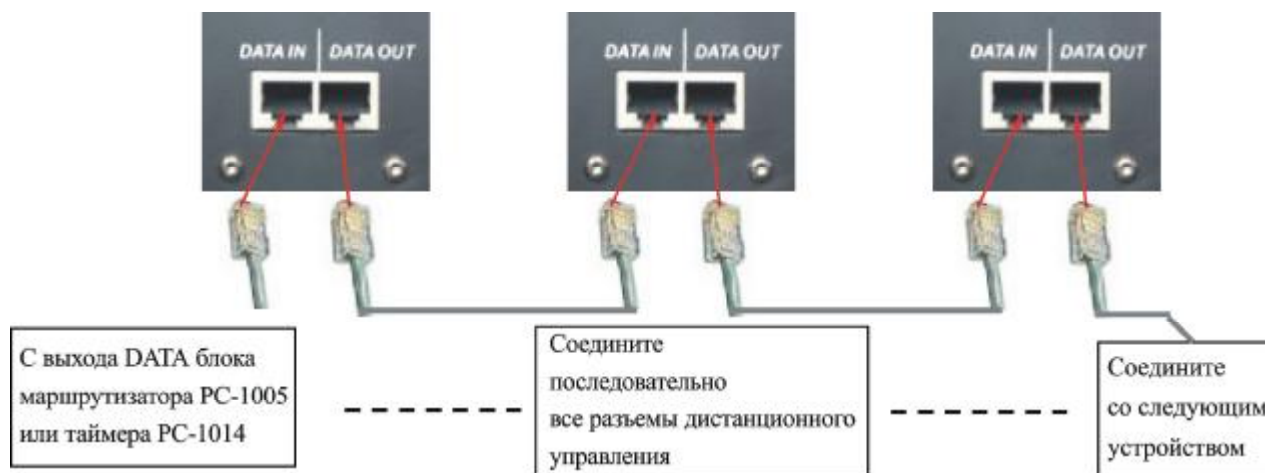 DATA IN DATA OUT
DATA IN DATA OUT
DATA IN DATA OUT
С выхода DATA блока
маршрутизатора PC-1005
или таймера PC-1014
Соедините
последовательно
все разъемы дистанционного
управления
Соедините
со следующим
устройством